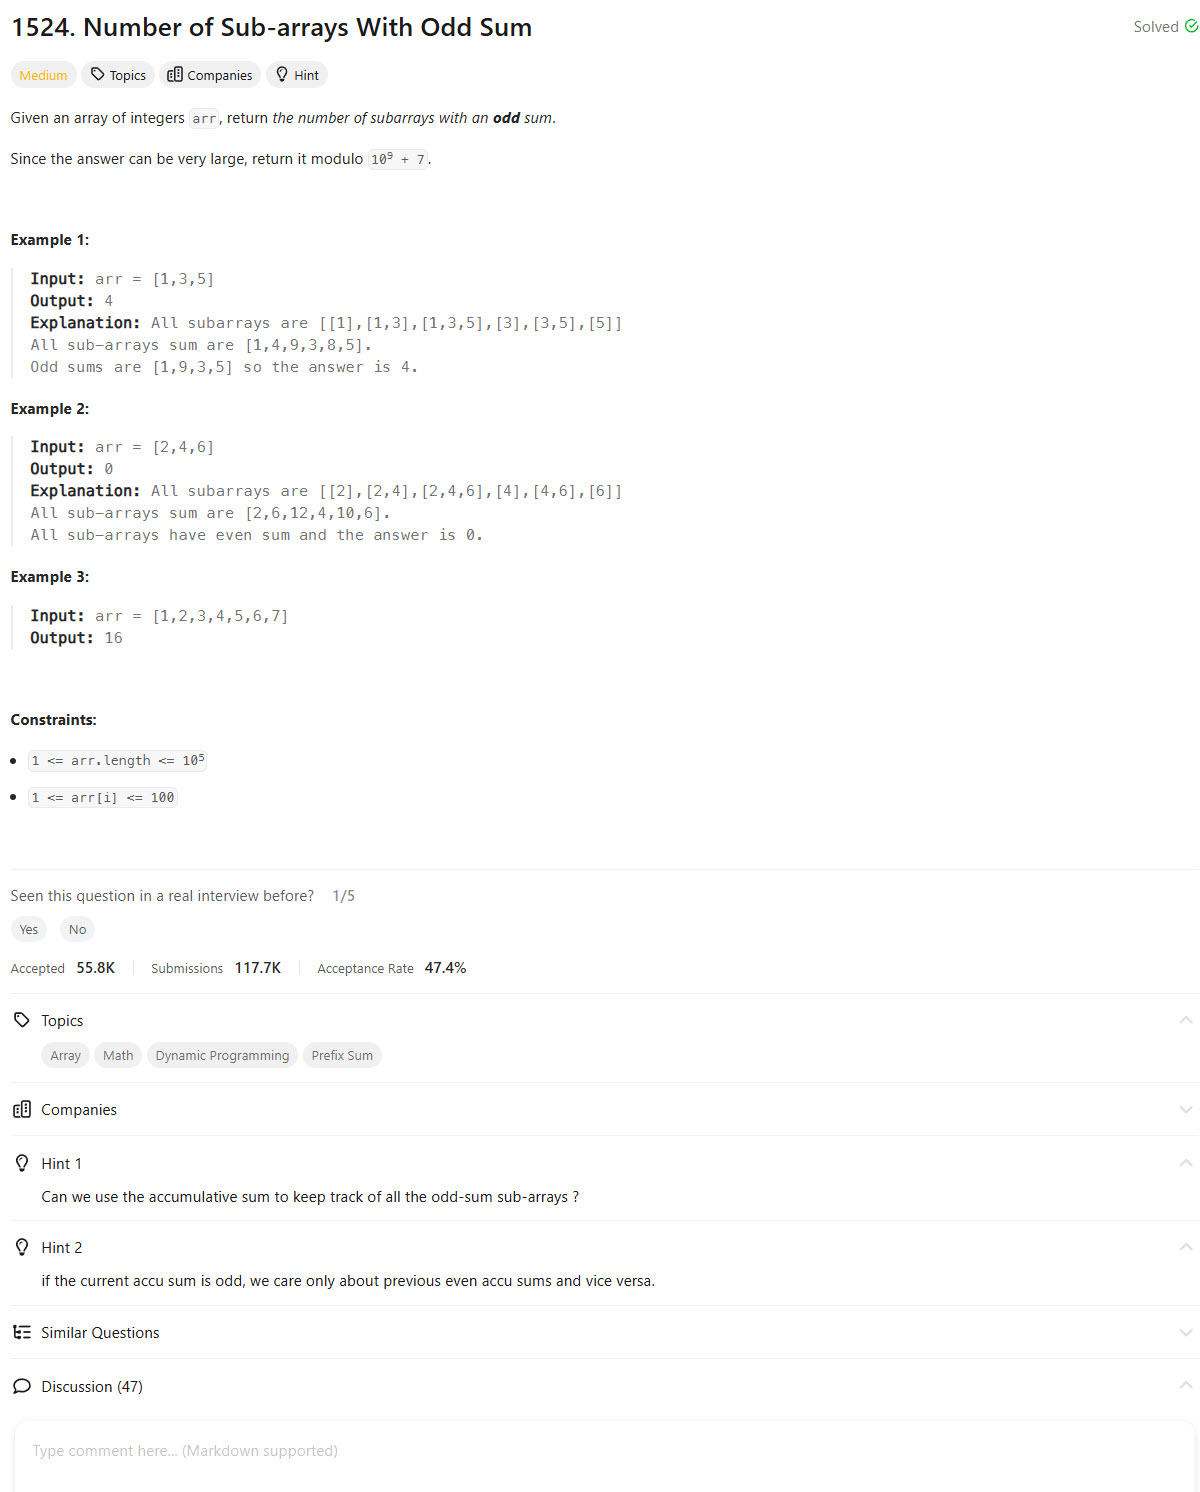 1524. Number of Sub-arrays With Odd Sum
Solved
Medium Topics Companies Hint
Given an array of integers arr, return the number of subarrays with an odd sum.
Since the answer can be very large, return it modulo 10⁹ + 7.
Example 1:
Input: arr = [1,3,5]
Output: 4
Explanation: All subarrays are [[1],[1,3],[1,3,5],[3],[3,5],[5]]
All sub-arrays sum are [1,4,9,3,8,5].
Odd sums are [1,9,3,5] so the answer is 4.
Example 2:
Input: arr = [2,4,6]
Output: 0
Explanation: All subarrays are [[2],[2,4],[2,4,6],[4],[4,6],[6]]
All sub-arrays sum are [2,6,12,4,10,6].
All sub-arrays have even sum and the answer is 0.
Example 3:
Input: arr = [1,2,3,4,5,6,7]
Output: 16
Constraints:
1 <= arr.length <= 10⁵
1 <= arr[i] <= 100
Seen this question in a real interview before? 1/5
Yes No
Accepted 55.8K Submissions 117.7K Acceptance Rate 47.4%
Topics
Array Math Dynamic Programming Prefix Sum
Companies
Hint 1
Can we use the accumulative sum to keep track of all the odd-sum sub-arrays ?
Hint 2
if the current accu sum is odd, we care only about previous even accu sums and vice versa.
Similar Questions
Discussion (47)
Type comment here... (Markdown supported)